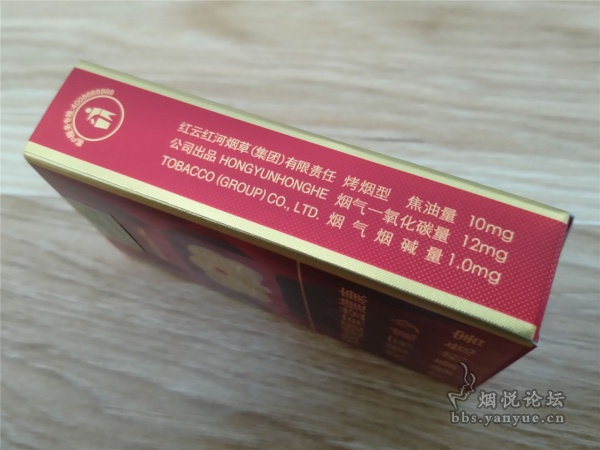 红云红河烟草(集团)有限责任
公司出品 HONGYUNHONGHE
TOBACCO (GROUP) CO., LTD.
烤烟型 焦油量 10mg
烟气一氧化碳量 12mg
烟气烟碱量 1.0mg
烟悦论坛
bbs.yanyue.cn